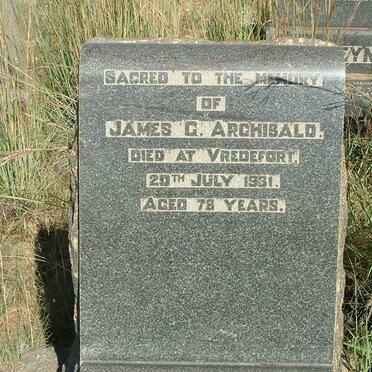 SACRED TO THE MEMORY
OF
JAMES G. ARCHIBALD.
DIED AT VREDEFORT.
20TH JULY 1931.
AGED 78 YEARS.